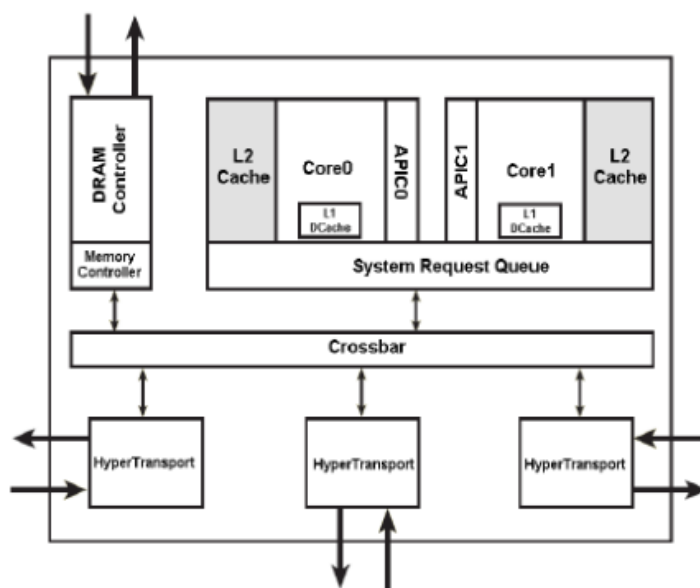 DRAM
Controller
Memory
Controller
L2
Cache
Core0
L1
DCache
APIC0
APIC1
Core1
L1
DCache
L2
Cache
System Request Queue
Crossbar
HyperTransport
HyperTransport
HyperTransport